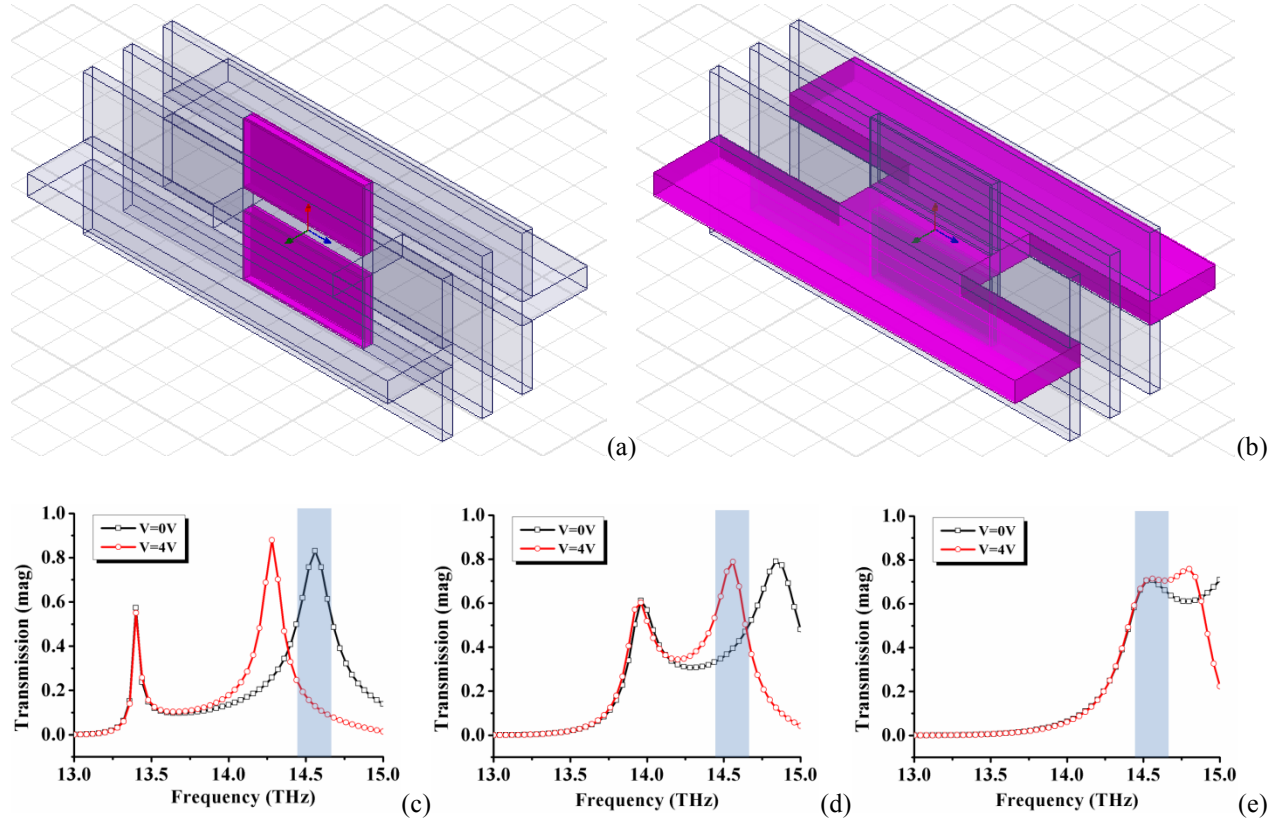 (a)
(b)
1.0
0.8
0.6
0.4
0.2
0.0
Transmission (mag)
V=0V
V=4V
13.0 13.5 14.0 14.5 15.0
Frequency (THz)
(c)
1.0
0.8
0.6
0.4
0.2
0.0
Transmission (mag)
V=0V
V=4V
13.0 13.5 14.0 14.5 15.0
Frequency (THz)
(d)
1.0
0.8
0.6
0.4
0.2
0.0
Transmission (mag)
V=0V
V=4V
13.0 13.5 14.0 14.5 15.0
Frequency (THz)
(e)